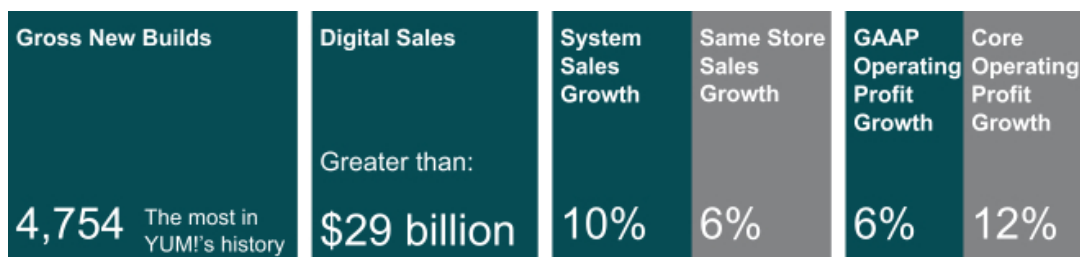 Gross New Builds
4,754
The most in
YUM!'s history
Digital Sales
Greater than:
$29 billion
System
Sales
Growth
10%
Same Store
Sales
Growth
6%
GAAP
Operating
Profit
Growth
6%
Core
Operating
Profit
Growth
12%